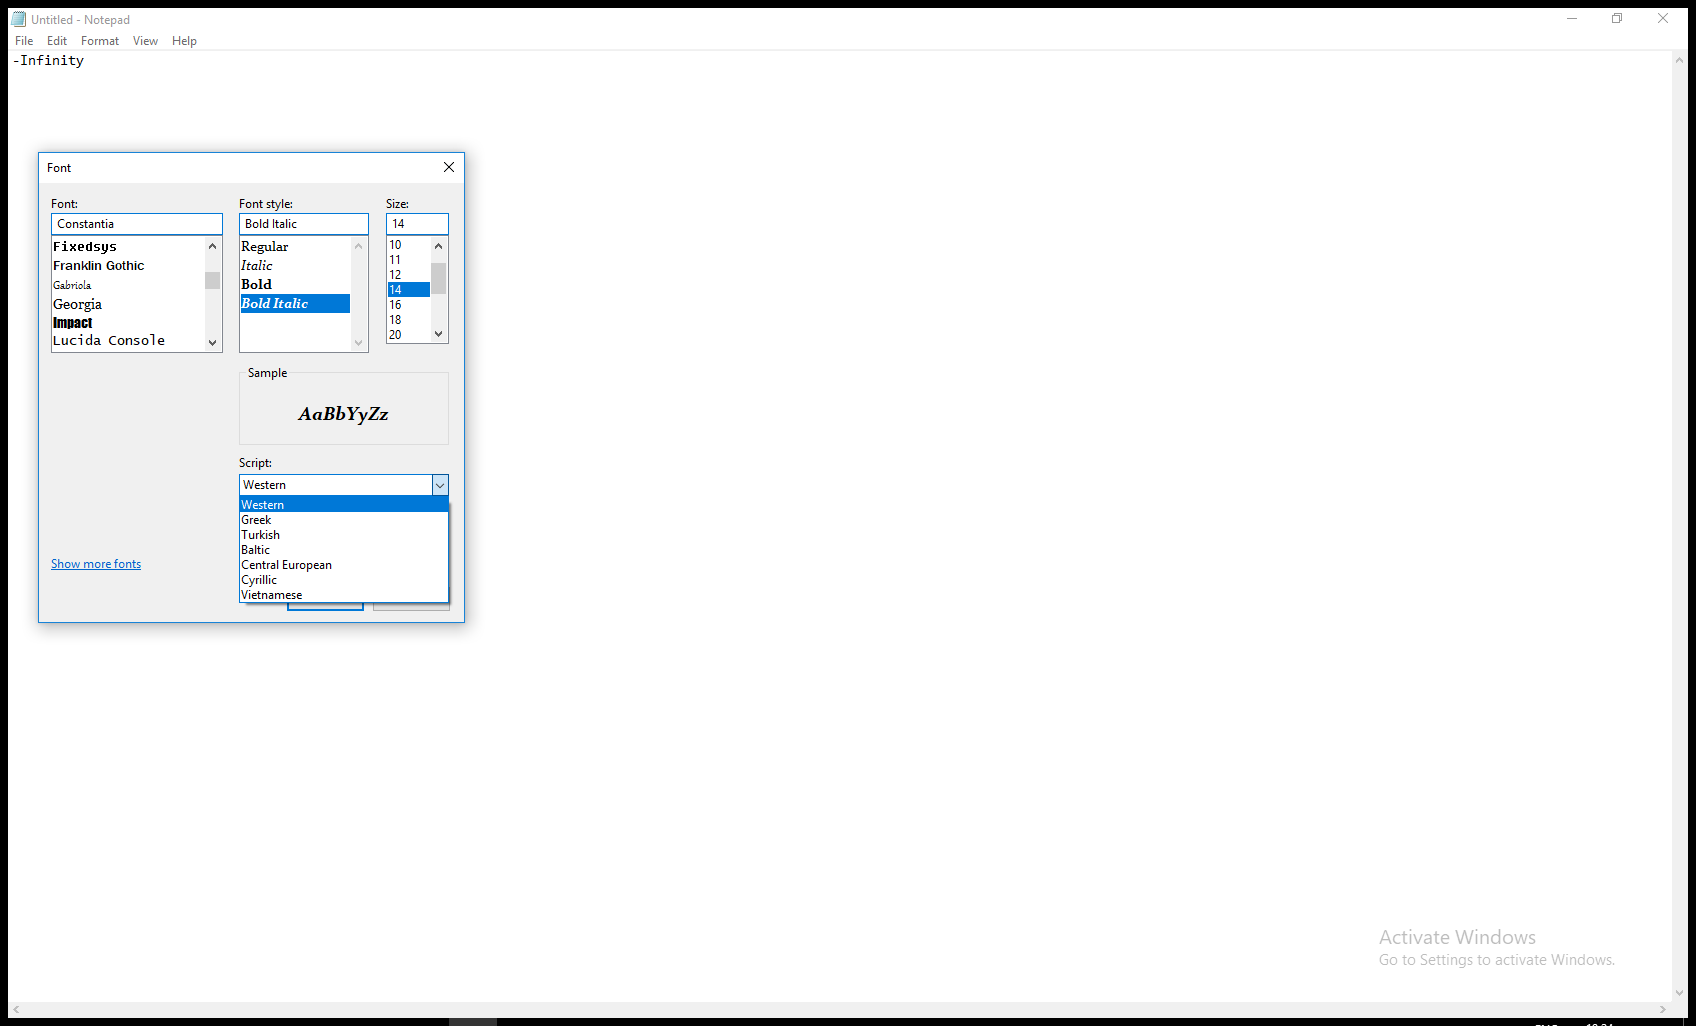 Untitled - Notepad
File Edit Format View Help
-Infinity
Font
Font: Font style: Size:
Constantia Bold Italic 14
Fixedsys
Franklin Gothic
Gabriola
Georgia
Impact
Lucida Console
Regular
Italic
Bold
Bold Italic
10
11
12
14
16
18
20
Sample
AaBbYyZz
Script:
Western
Western
Greek
Turkish
Baltic
Central European
Cyrillic
Vietnamese
Show more fonts
Activate Windows
Go to Settings to activate Windows.